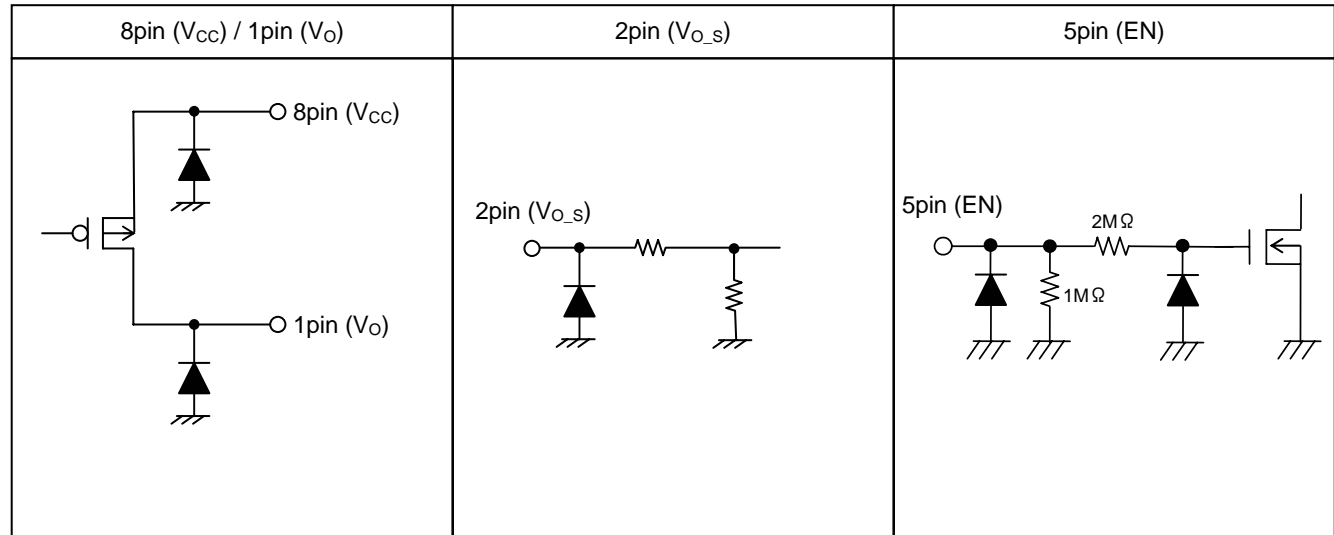 8pin (VCC) / 1pin (VO)
2pin (VO_S)
5pin (EN)
8pin (VCC)
1pin (VO)
2pin (VO_S)
5pin (EN)
2MΩ
1MΩ